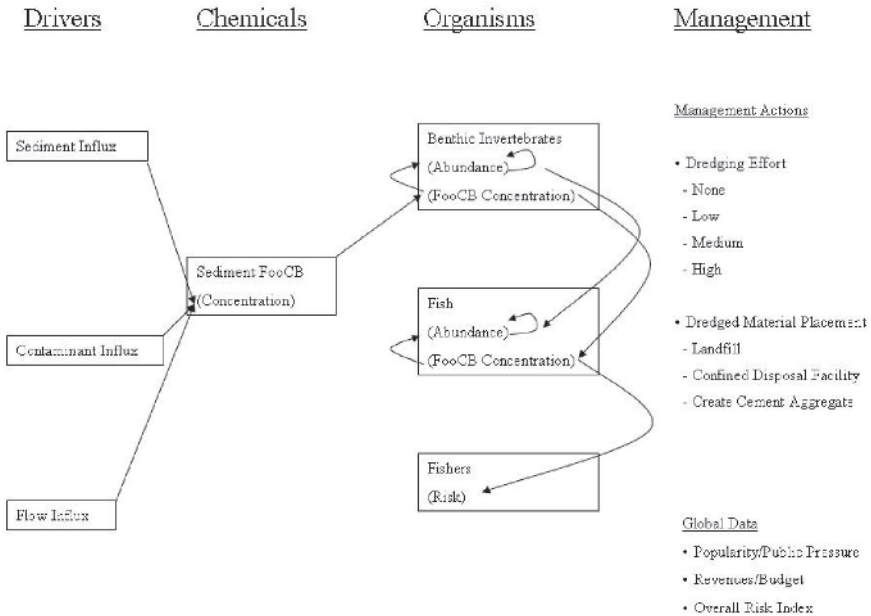 Drivers
Chemicals
Organisms
Management
Sediment Influx
Contaminant Influx
Flow Influx
Sediment FooCB
(Concentration)
Benthic Invertebrates
(Abundance)
(FooCB Concentration)
Fish
(Abundance)
(FooCB Concentration)
Fishers
(Risk)
Management Actions
• Dredging Effort
- None
- Low
- Medium
- High
• Dredged Material Placement
- Landfill
- Confined Disposal Facility
- Create Cement Aggregate
Global Data
• Popularity/Public Pressure
• Revenues/Budget
• Overall Risk Index